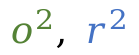 o², r²